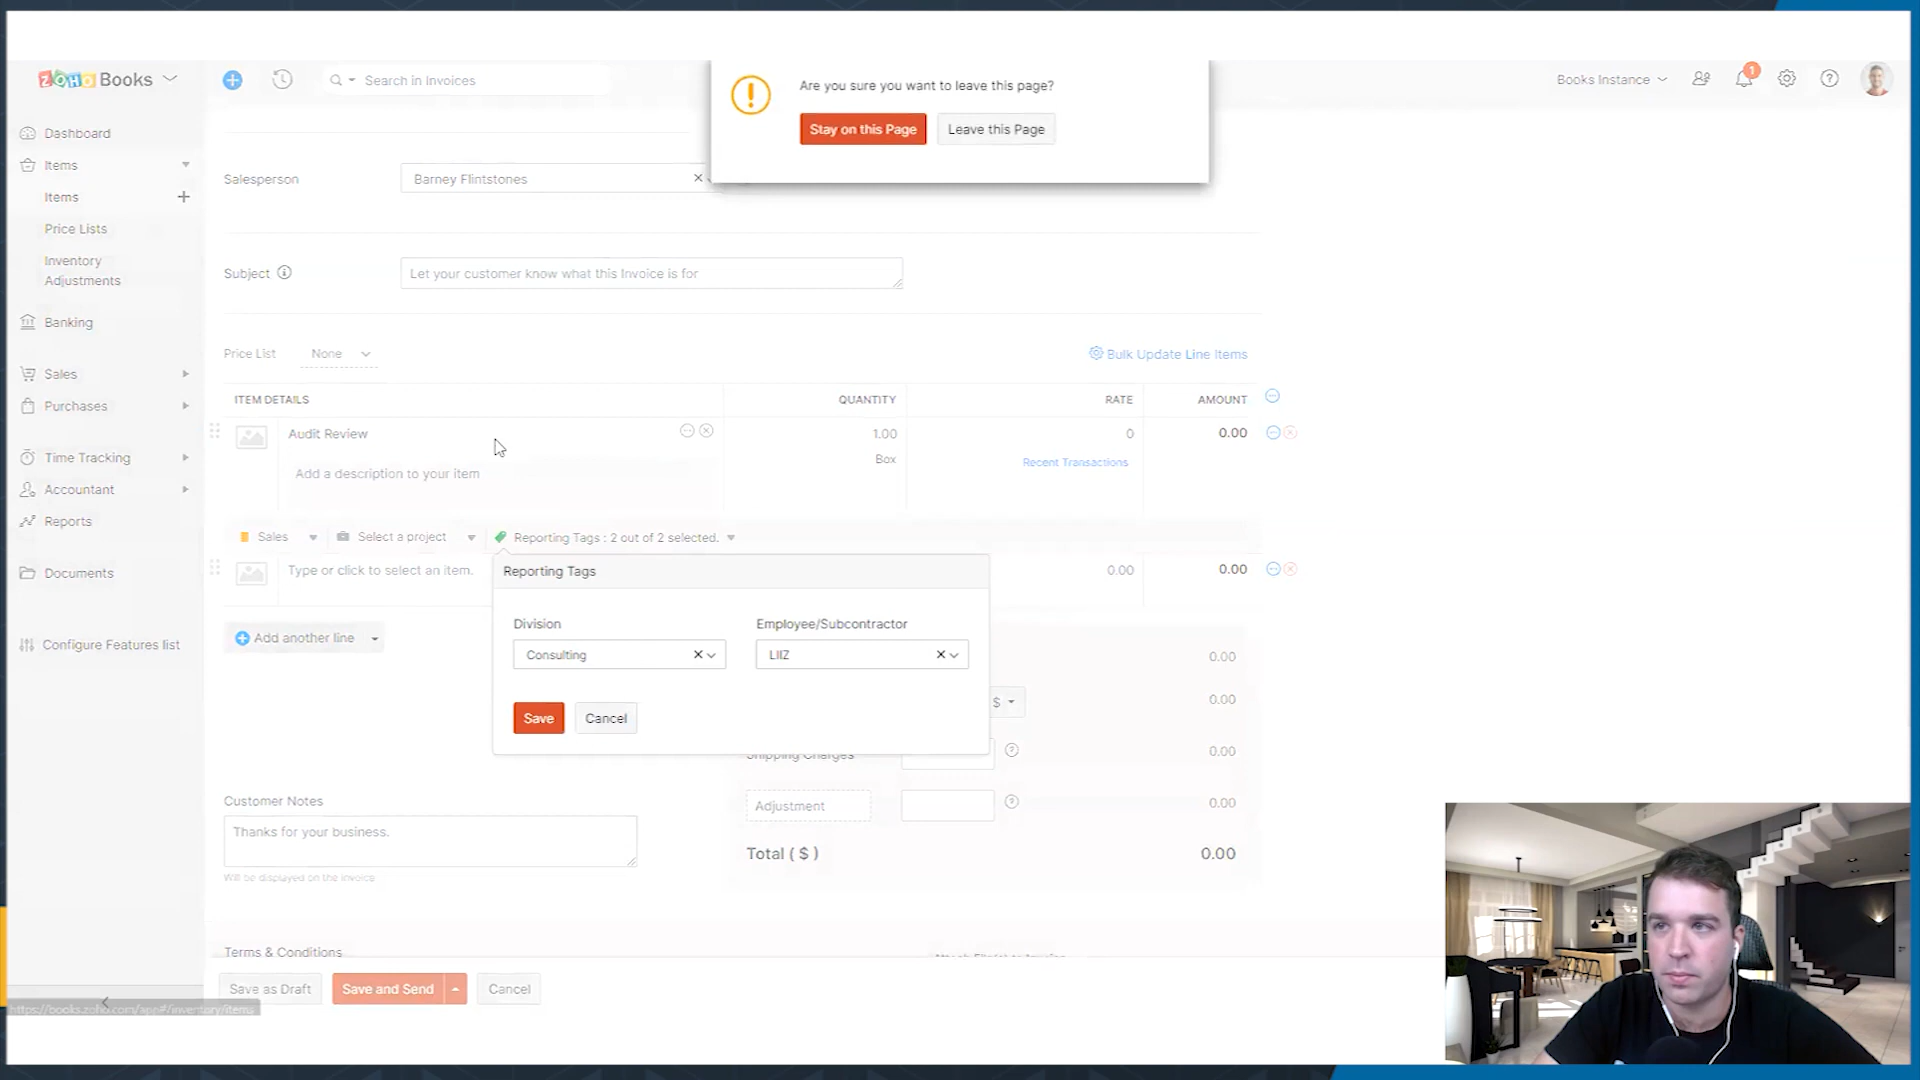 ZOHO Books
Search in Invoices
Are you sure you want to leave this page?
Stay on this Page
Leave this Page
Books Instance
1
Dashboard
Items
Items
Price Lists
Inventory
Adjustments
Banking
Sales
Purchases
Time Tracking
Accountant
Reports
Documents
Configure Features list
Salesperson
Barney Flintstones
Subject
Let your customer know what this Invoice is for
Price List
None
Bulk Update Line Items
ITEM DETAILS
QUANTITY
RATE
AMOUNT
Audit Review
1.00
0
0.00
Box
Recent Transactions
Add a description to your item
Sales
Select a project
Reporting Tags : 2 out of 2 selected.
Type or click to select an item.
0.00
0.00
Reporting Tags
Division
Employee/Subcontractor
Consulting
LIIZ
Save
Cancel
Add another line
0.00
$
0.00
Shipping Charges
0.00
Adjustment
0.00
Total ( $ )
0.00
Customer Notes
Thanks for your business.
Will be displayed on the invoice
Terms & Conditions
Attach File(s) to Invoice
Save as Draft
Save and Send
Cancel
https://books.zoho.com/app#/inventory/items